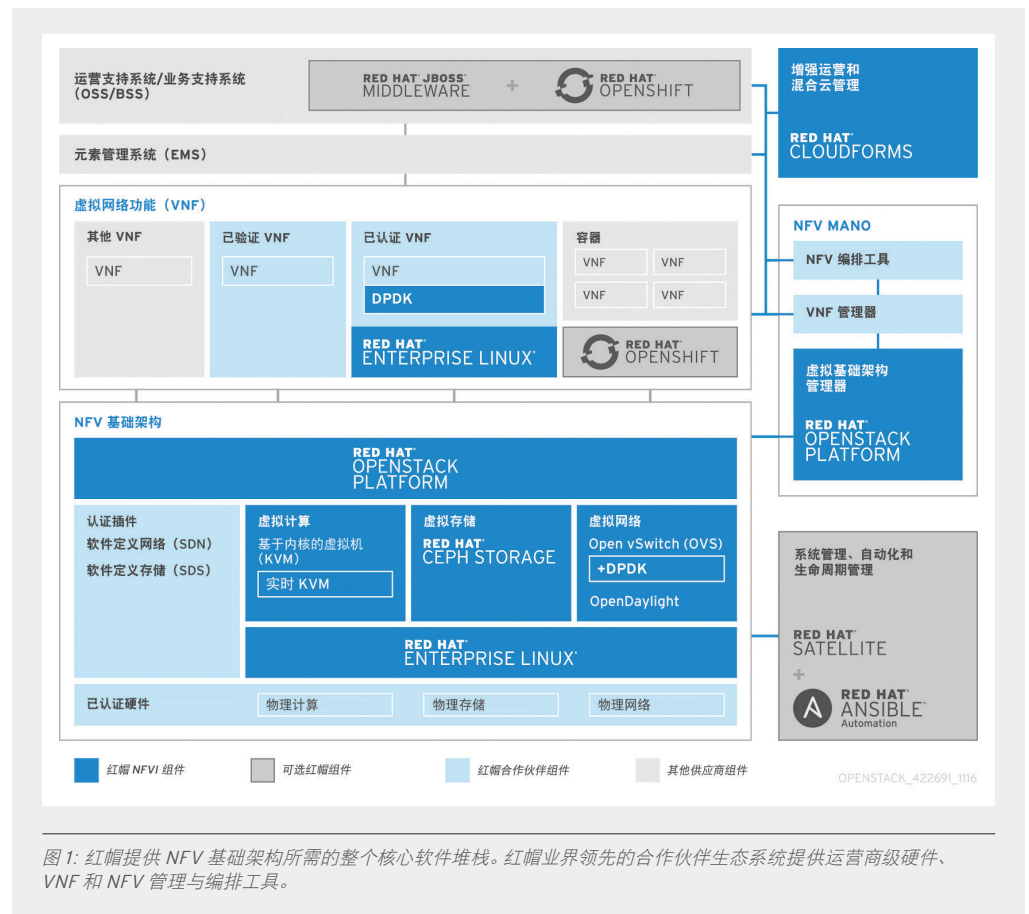 运营支持系统/业务支持系统
(OSS/BSS)
RED HAT® JBOSS®
MIDDLEWARE
+
RED HAT®
OPENSHIFT
增强运营和
混合云管理
RED HAT®
CLOUDFORMS
元素管理系统（EMS）
虚拟网络功能（VNF）
其他 VNF
VNF
已验证 VNF
VNF
已认证 VNF
VNF
DPDK
RED HAT®
ENTERPRISE LINUX®
容器
VNF VNF
VNF VNF
RED HAT®
OPENSHIFT
NFV MANO
NFV 编排工具
VNF 管理器
虚拟基础架构
管理器
RED HAT®
OPENSTACK
PLATFORM
NFV 基础架构
RED HAT®
OPENSTACK
PLATFORM
认证插件
软件定义网络（SDN）
软件定义存储（SDS）
虚拟计算
基于内核的虚拟机
(KVM)
实时 KVM
虚拟存储
RED HAT®
CEPH STORAGE
虚拟网络
Open vSwitch (OVS)
+DPDK
OpenDaylight
RED HAT®
ENTERPRISE LINUX®
已认证硬件
物理计算
物理存储
物理网络
系统管理、自动化和
生命周期管理
RED HAT®
SATELLITE
+
RED HAT®
ANSIBLE®
Automation
红帽 NFVI 组件
可选红帽组件
红帽合作伙伴组件
其他供应商组件
OPENSTACK_422691_1116
图 1: 红帽提供 NFV 基础架构所需的整个核心软件堆栈。红帽业界领先的合作伙伴生态系统提供运营商级硬件、
VNF 和 NFV 管理与编排工具。